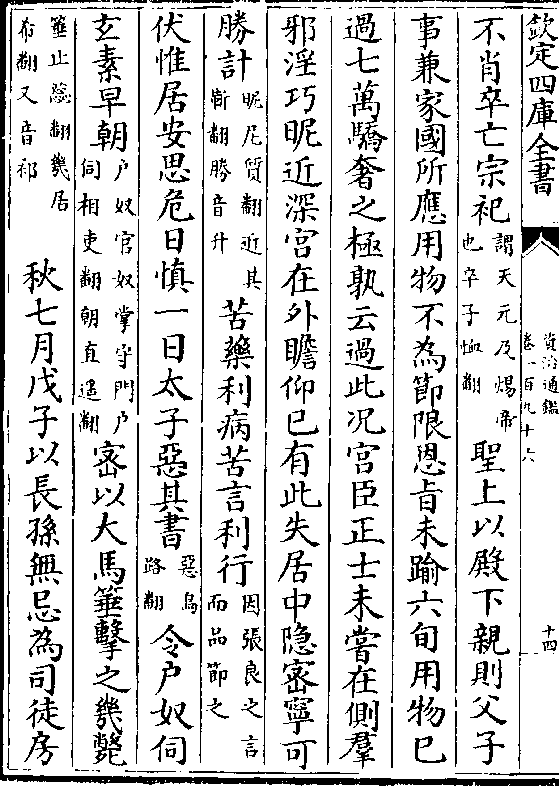 欽定四庫全書
資治通鑑
卷一百九十六
十四
不肖卒亡宗祀謂天元及煬帝也卒子恤翻聖上以殿下親則父子
事兼家國所應用物不為節限恩旨未踰六旬用物已
過七萬驕奢之極孰云過此况宮臣正士未嘗在側羣
邪淫巧昵近深宮在外瞻仰已有此失居中隐宻寧可
勝計昵尼質翻近其靳翻勝音升苦藥利病苦言利行因張良之言而品節之
伏惟居安思危日慎一日太子惡其書惡烏路翻令户奴伺
玄素早朝户奴官奴掌守門户伺相吏翻朝直遥翻宻以大馬箠擊之幾斃
箠止蘂翻幾居希翻又音祁秋七月戊子以長孫無忌為司徒房